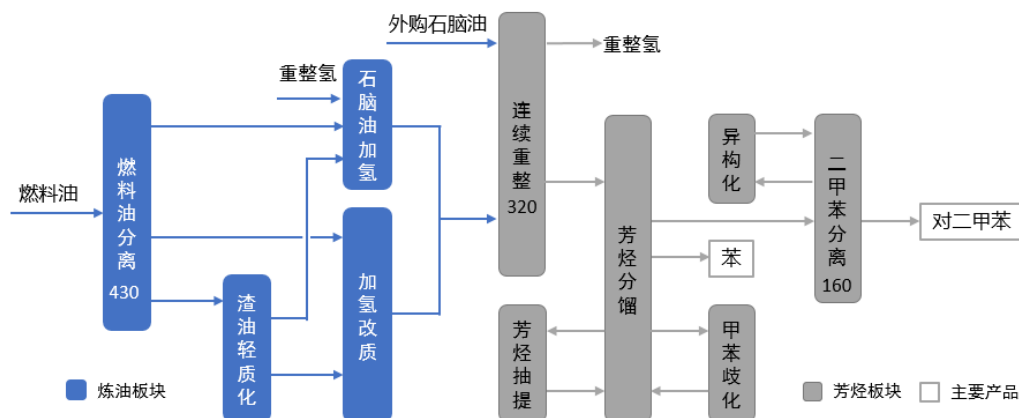 外购石脑油
重整氢
重整氢
石脑油加氢
连续重整
320
燃料油
燃料油分离
430
异构化
二甲苯分离
160
对二甲苯
芳烃分馏
苯
渣油轻质化
加氢改质
芳烃抽提
甲苯歧化
炼油板块
芳烃板块
主要产品